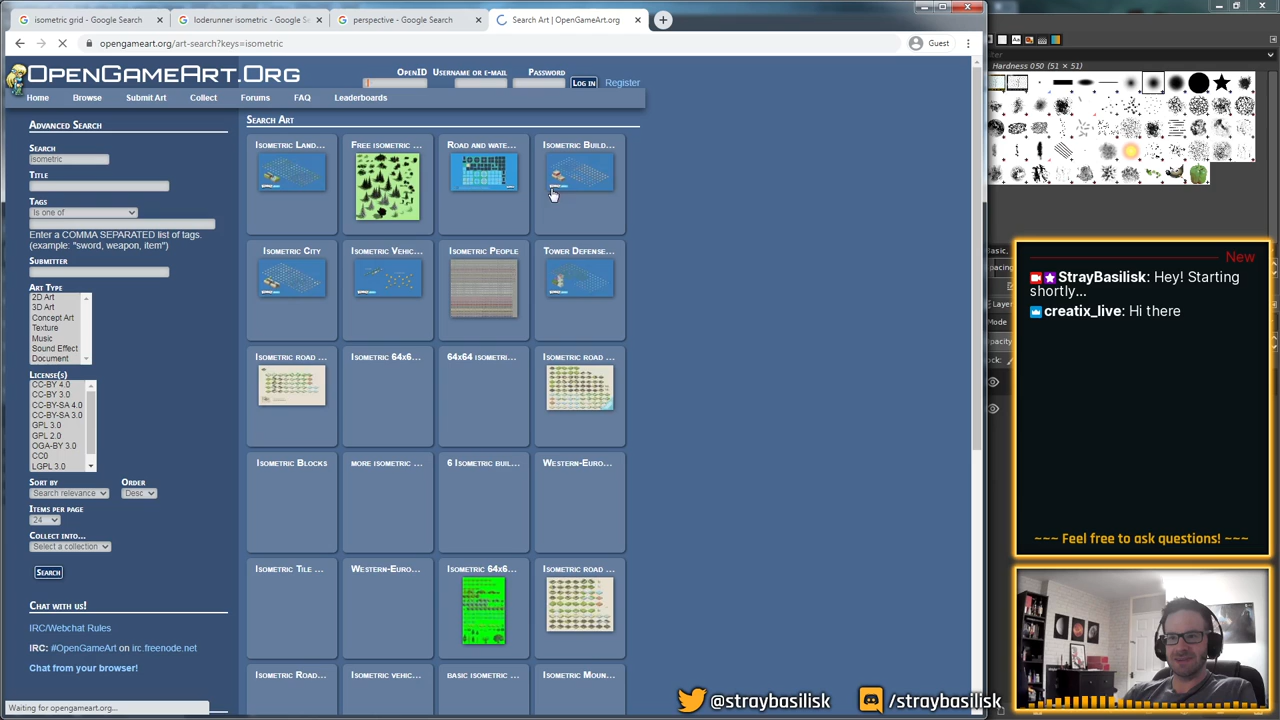 isometric grid - Google Search
loderunner isometric - Google Se
perspective - Google Search
Search Art | OpenGameArt.org
opengameart.org/art-search?keys=isometric
Guest
OpenGameArt.Org
OpenID
Username or e-mail
Password
Log in
Register
Home
Browse
Submit Art
Collect
Forums
FAQ
Leaderboards
Advanced Search
Search
isometric
Title
Tags
Is one of
Enter a COMMA SEPARATED list of tags.
(example: "sword, weapon, item")
Submitter
Art Type
2D Art
3D Art
Concept Art
Texture
Music
Sound Effect
Document
License(s)
CC-BY 4.0
CC-BY 3.0
CC-BY-SA 4.0
CC-BY-SA 3.0
GPL 3.0
GPL 2.0
OGA-BY 3.0
CC0
LGPL 3.0
Sort by
Order
Search relevance
Desc
Items per page
24
Collect into...
Select a collection
Search
Chat with us!
IRC/Webchat Rules
IRC: #OpenGameArt on irc.freenode.net
Chat from your browser!
Waiting for opengameart.org...
Search Art
Isometric Land...
Free isometric ...
Road and wate...
Isometric Build...
Isometric City
Isometric Vehic...
Isometric People
Tower Defense...
Isometric road ...
Isometric 64x6...
64x64 isometri...
Isometric road ...
Isometric Blocks
more isometric ...
6 Isometric buil...
Western-Euro...
Isometric Tile ...
Western-Euro...
Isometric 64x6...
Isometric road ...
Isometric Road...
Isometric vehic...
basic isometric ...
Isometric Moun...
Hardness 050 (51 × 51)
Basic,
Mode
New
StrayBasilisk: Hey! Starting
shortly...
creatix_live: Hi there
~~~ Feel free to ask questions! ~~~
@straybasilisk
/straybasilisk